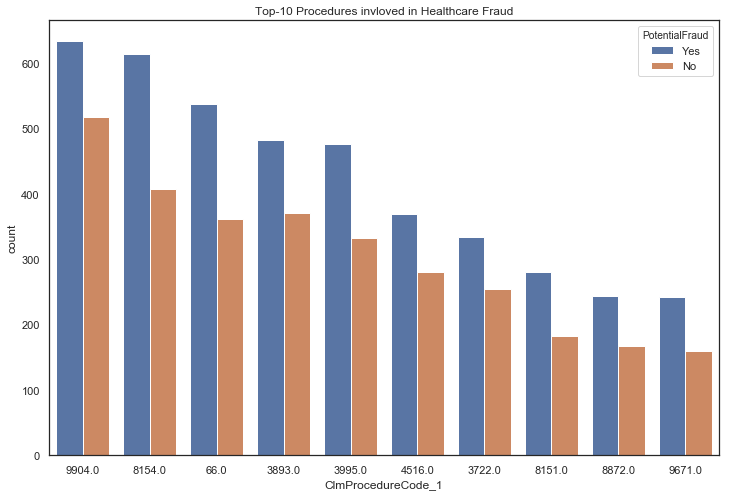 Top-10 Procedures invloved in Healthcare Fraud
PotentialFraud
Yes
No
600
500
400
300
200
100
0
count
9904.0 8154.0 66.0 3893.0 3995.0 4516.0 3722.0 8151.0 8872.0 9671.0
ClmProcedureCode_1